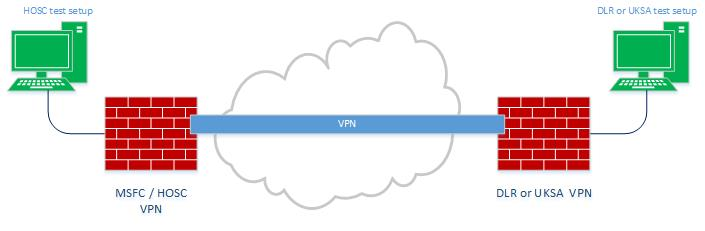 HOSC test setup
DLR or UKSA test setup
VPN
MSFC / HOSC
VPN
DLR or UKSA VPN